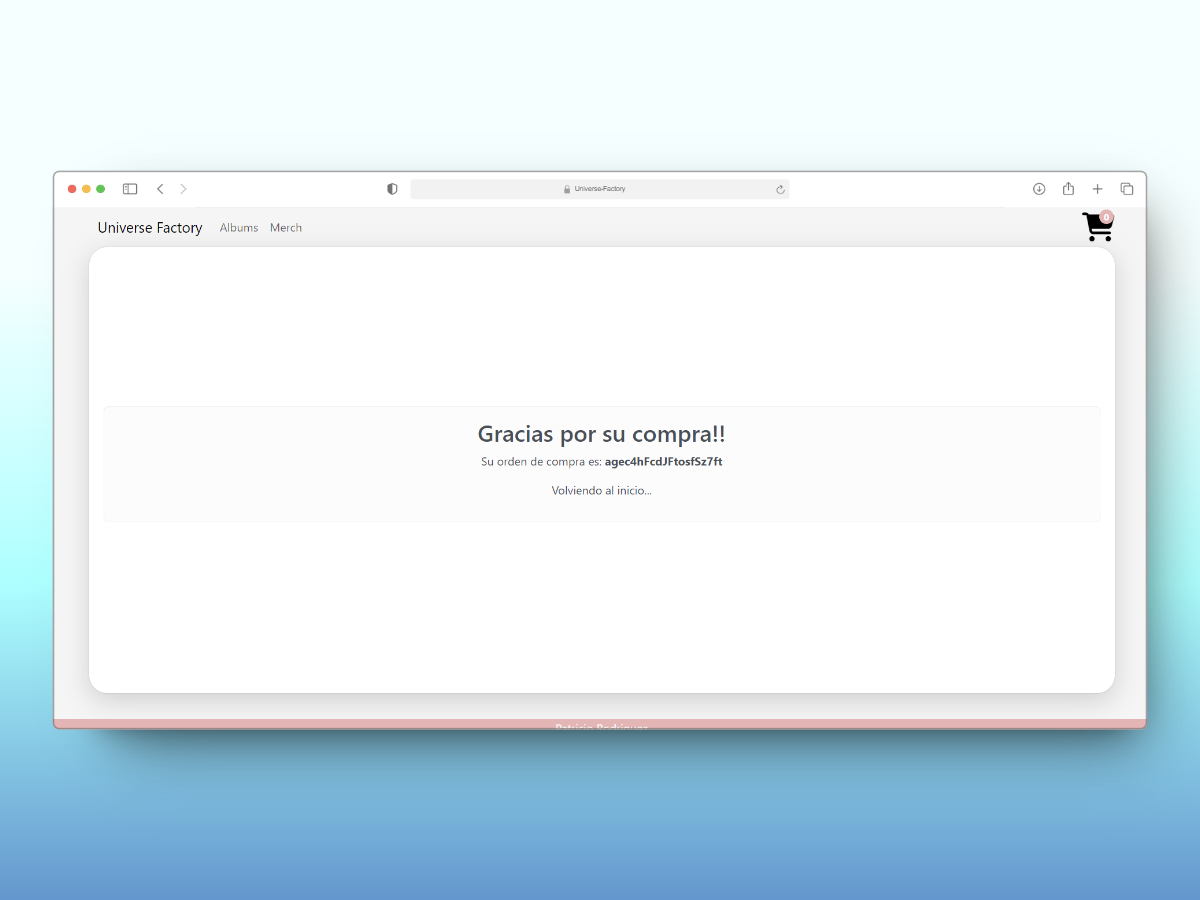 Universe-Factory
Universe Factory Albums Merch 0
Gracias por su compra!!
Su orden de compra es: agec4hFcdJFtosfSz7ft
Volviendo al inicio...